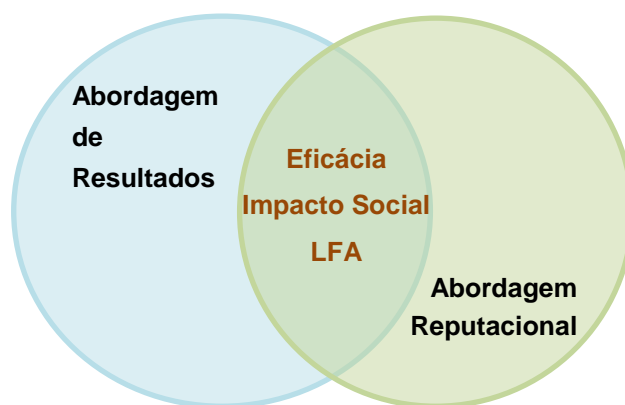 Abordagem
de
Resultados
Eficácia
Impacto Social
LFA
Abordagem
Reputacional